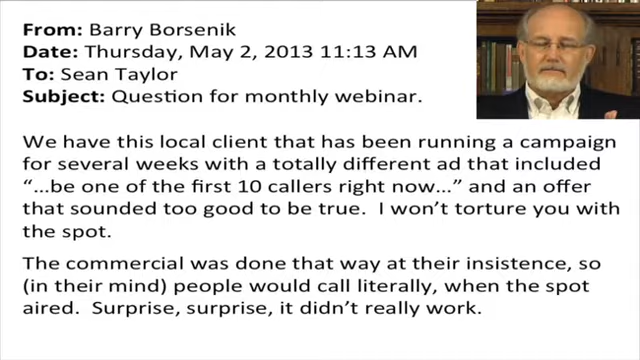 From: Barry Borsenik
Date: Thursday, May 2, 2013 11:13 AM
To: Sean Taylor
Subject: Question for monthly webinar.
We have this local client that has been running a campaign
for several weeks with a totally different ad that included
“...be one of the first 10 callers right now...” and an offer
that sounded too good to be true.  I won’t torture you with
the spot.
The commercial was done that way at their insistence, so
(in their mind) people would call literally, when the spot
aired.  Surprise, surprise, it didn’t really work.